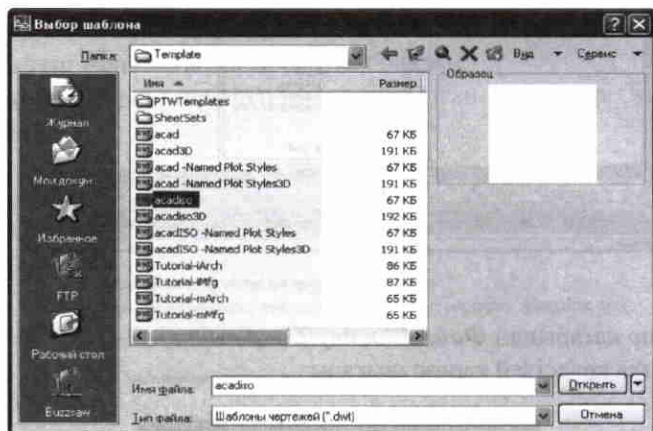 Выбор шаблона
Папка: Template Вид Сервис
Имя Размер
Образец
PTWTemplates
SheetSets
acad 67 КБ
acad3D 191 КБ
acad -Named Plot Styles 67 КБ
acad -Named Plot Styles3D 191 КБ
acadiso 67 КБ
acadiso3D 192 КБ
acadISO -Named Plot Styles 67 КБ
acadISO -Named Plot Styles3D 191 КБ
Tutorial-iArch 86 КБ
Tutorial-iMfg 87 КБ
Tutorial-mArch 65 КБ
Tutorial-mMfg 65 КБ
Журнал
Мои докум
Избранное
FTP
Рабочий стол
Buzzsaw
Имя файла: acadiso Открыть
Тип файла: Шаблоны чертежей (*.dwt) Отмена